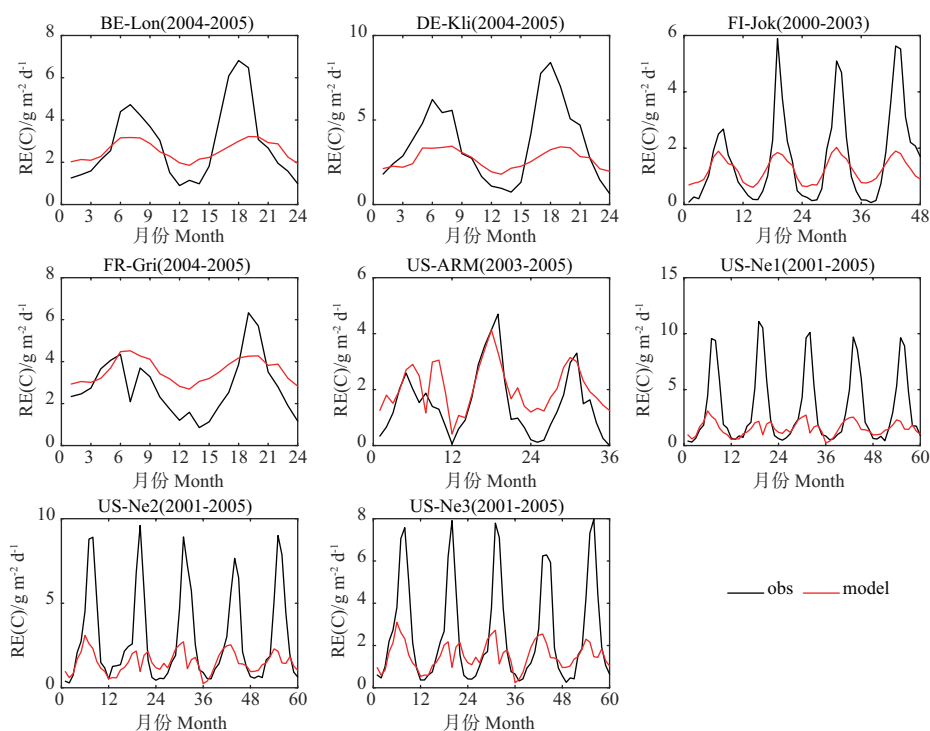 BE-Lon(2004-2005)
RE(C)/g m⁻² d⁻¹
8
6
4
2
0
0 3 6 9 12 15 18 21 24
月份 Month
DE-Kli(2004-2005)
RE(C)/g m⁻² d⁻¹
10
8
6
4
2
0
0 3 6 9 12 15 18 21 24
月份 Month
FI-Jok(2000-2003)
RE(C)/g m⁻² d⁻¹
6
4
2
0
0 12 24 36 48
月份 Month
FR-Gri(2004-2005)
RE(C)/g m⁻² d⁻¹
8
6
4
2
0
0 3 6 9 12 15 18 21 24
月份 Month
US-ARM(2003-2005)
RE(C)/g m⁻² d⁻¹
6
4
2
0
0 12 24 36
月份 Month
US-Ne1(2001-2005)
RE(C)/g m⁻² d⁻¹
15
10
5
0
0 12 24 36 48 60
月份 Month
US-Ne2(2001-2005)
RE(C)/g m⁻² d⁻¹
10
5
0
0 12 24 36 48 60
月份 Month
US-Ne3(2001-2005)
RE(C)/g m⁻² d⁻¹
8
6
4
2
0
0 12 24 36 48 60
月份 Month
obs model